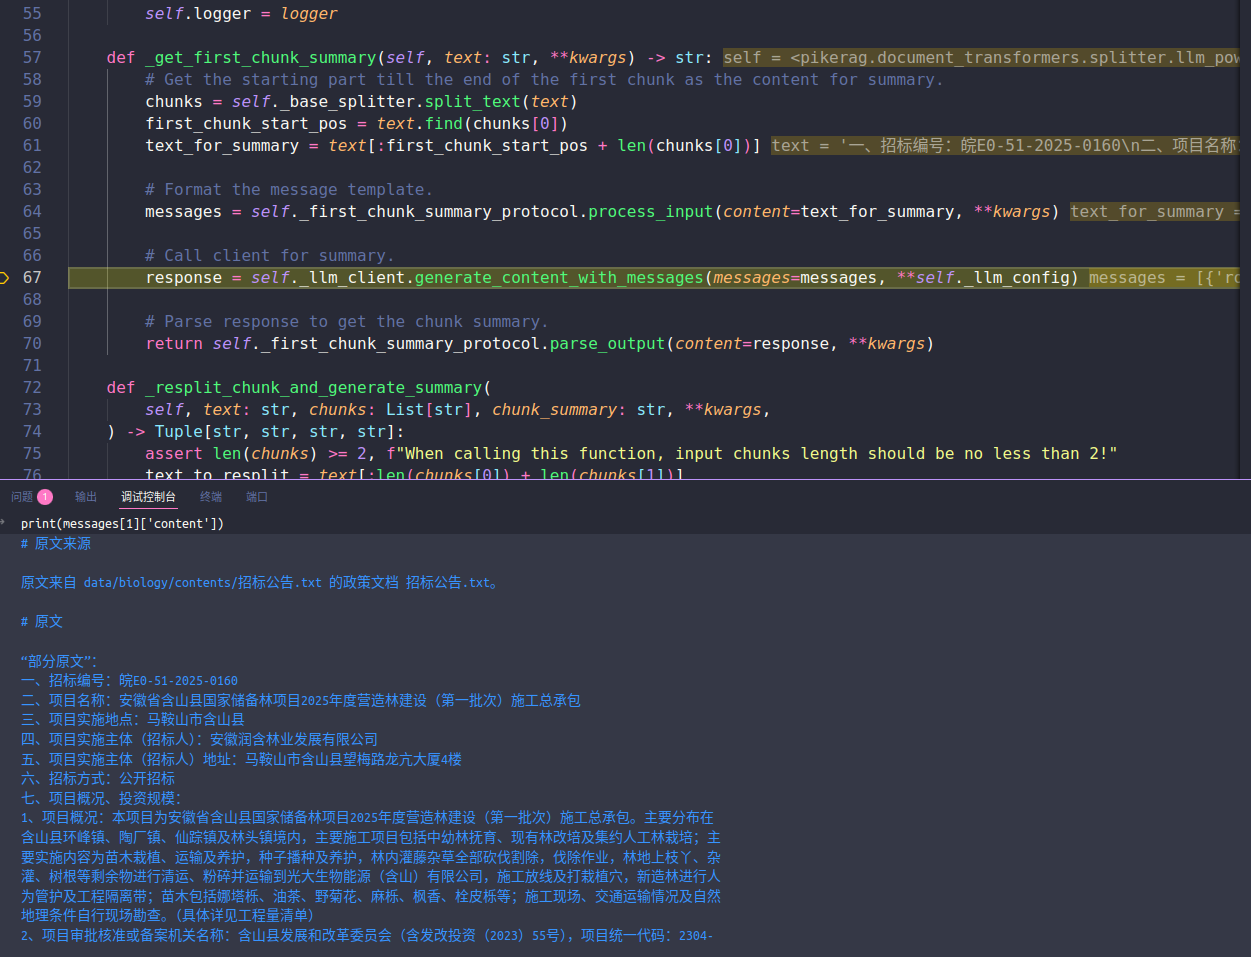 55 self.logger = logger
56
57 def _get_first_chunk_summary(self, text: str, **kwargs) -> str: self = <pikerag.document_transformers.splitter.llm_pow
58 # Get the starting part till the end of the first chunk as the content for summary.
59 chunks = self._base_splitter.split_text(text)
60 first_chunk_start_pos = text.find(chunks[0])
61 text_for_summary = text[:first_chunk_start_pos + len(chunks[0])] text = '一、招标编号：皖E0-51-2025-0160\n二、项目名称：
62
63 # Format the message template.
64 messages = self._first_chunk_summary_protocol.process_input(content=text_for_summary, **kwargs) text_for_summary =
65
66 # Call client for summary.
67 response = self._llm_client.generate_content_with_messages(messages=messages, **self._llm_config) messages = [{'ro
68
69 # Parse response to get the chunk summary.
70 return self._first_chunk_summary_protocol.parse_output(content=response, **kwargs)
71
72 def _resplit_chunk_and_generate_summary(
73 self, text: str, chunks: List[str], chunk_summary: str, **kwargs,
74 ) -> Tuple[str, str, str, str]:
75 assert len(chunks) >= 2, f"When calling this function, input chunks length should be no less than 2!"
76 text_to_resplit = text[:len(chunks[0]) + len(chunks[1])]
问题 1 输出 调试控制台 终端 端口
print(messages[1]['content'])
# 原文来源
原文来自 data/biology/contents/招标公告.txt 的政策文档 招标公告.txt。
# 原文
“部分原文”：
一、招标编号：皖E0-51-2025-0160
二、项目名称：安徽省含山县国家储备林项目2025年度营造林建设（第一批次）施工总承包
三、项目实施地点：马鞍山市含山县
四、项目实施主体（招标人）：安徽润含林业发展有限公司
五、项目实施主体（招标人）地址：马鞍山市含山县望梅路龙亢大厦4楼
六、招标方式：公开招标
七、项目概况、投资规模：
1、项目概况：本项目为安徽省含山县国家储备林项目2025年度营造林建设（第一批次）施工总承包。主要分布在
含山县环峰镇、陶厂镇、仙踪镇及林头镇境内，主要施工项目包括中幼林抚育、现有林改培及集约人工林栽培；主
要实施内容为苗木栽植、运输及养护，种子播种及养护，林内灌藤杂草全部砍伐割除，伐除作业，林地上枝丫、杂
灌、树根等剩余物进行清运、粉碎并运输到光大生物能源（含山）有限公司，施工放线及打栽植穴，新造林进行人
为管护及工程隔离带；苗木包括娜塔栎、油茶、野菊花、麻栎、枫香、栓皮栎等；施工现场、交通运输情况及自然
地理条件自行现场勘查。（具体详见工程量清单）
2、项目审批核准或备案机关名称：含山县发展和改革委员会（含发改投资（2023）55号），项目统一代码：2304-